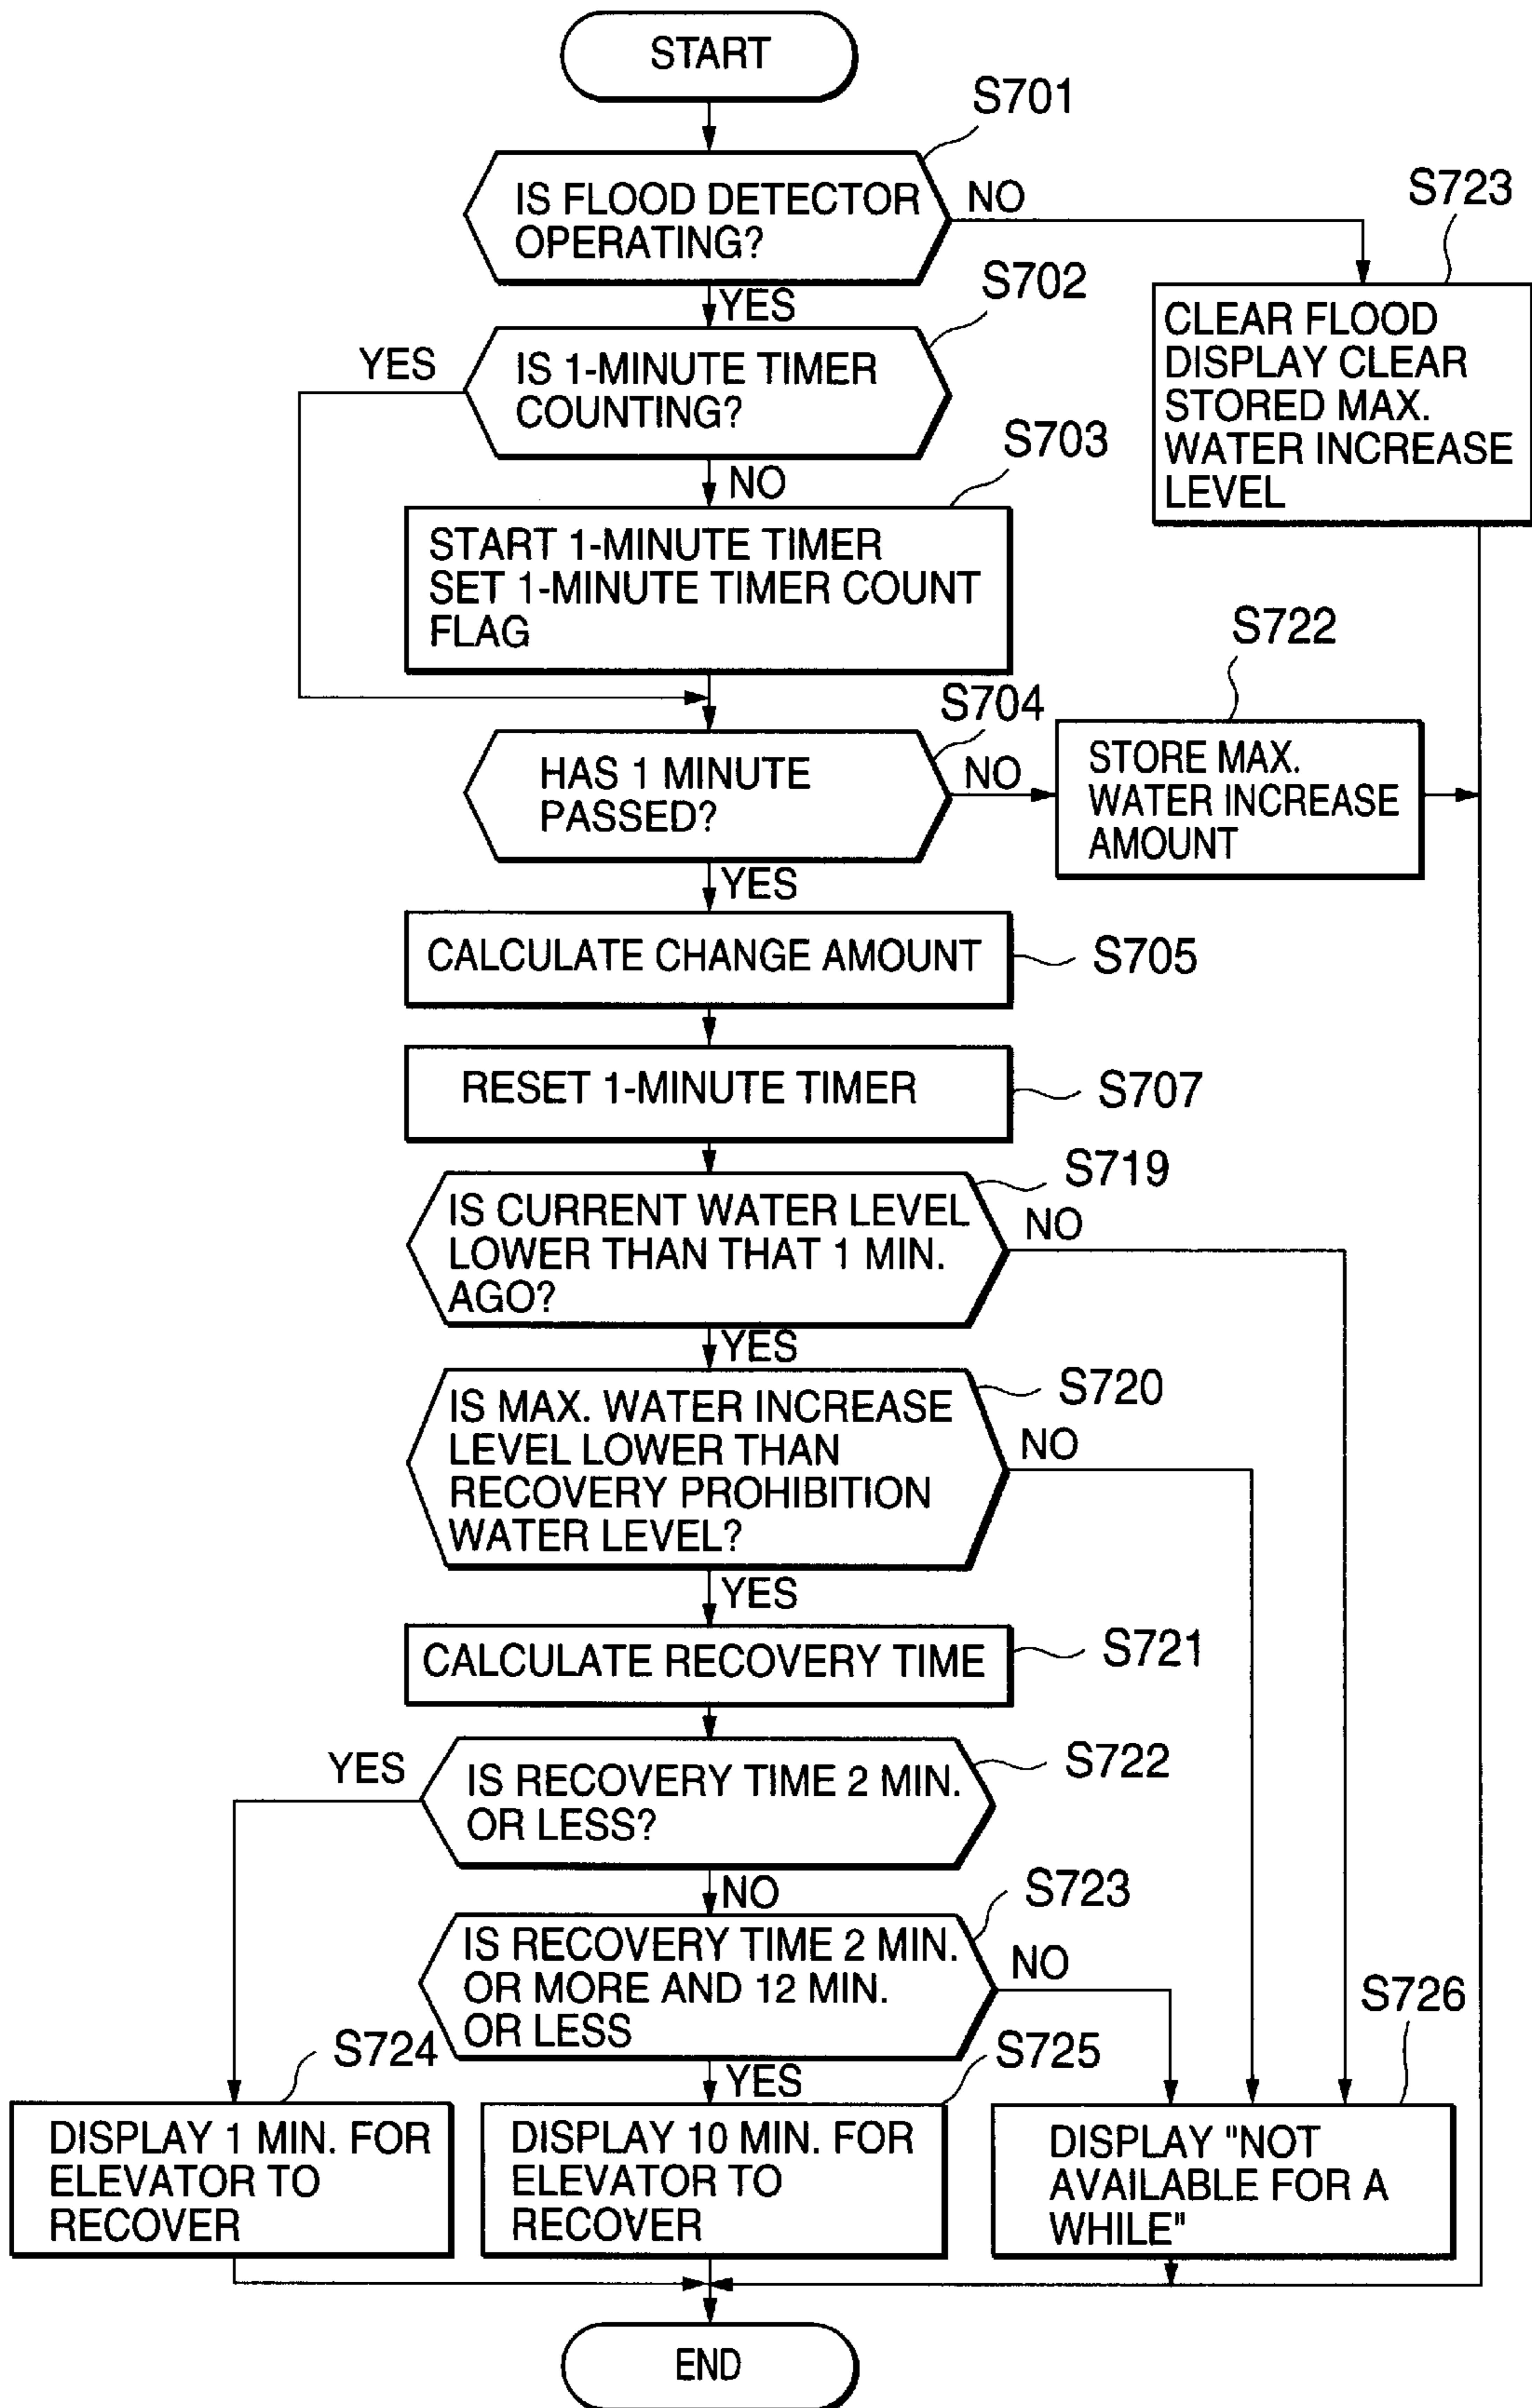 START
S701
IS FLOOD DETECTOR
OPERATING?
NO
S723
YES
S702
CLEAR FLOOD
DISPLAY CLEAR
STORED MAX.
WATER INCREASE
LEVEL
YES
IS 1-MINUTE TIMER
COUNTING?
NO
S703
START 1-MINUTE TIMER
SET 1-MINUTE TIMER COUNT
FLAG
S722
S704
HAS 1 MINUTE
PASSED?
NO
STORE MAX.
WATER INCREASE
AMOUNT
YES
CALCULATE CHANGE AMOUNT
S705
RESET 1-MINUTE TIMER
S707
S719
IS CURRENT WATER LEVEL
LOWER THAN THAT 1 MIN.
AGO?
NO
YES
S720
IS MAX. WATER INCREASE
LEVEL LOWER THAN
RECOVERY PROHIBITION
WATER LEVEL?
NO
YES
CALCULATE RECOVERY TIME
S721
YES
S722
IS RECOVERY TIME 2 MIN.
OR LESS?
NO
S723
IS RECOVERY TIME 2 MIN.
OR MORE AND 12 MIN.
OR LESS
NO
S724
YES
S725
S726
DISPLAY 1 MIN. FOR
ELEVATOR TO
RECOVER
DISPLAY 10 MIN. FOR
ELEVATOR TO
RECOVER
DISPLAY "NOT
AVAILABLE FOR A
WHILE"
END